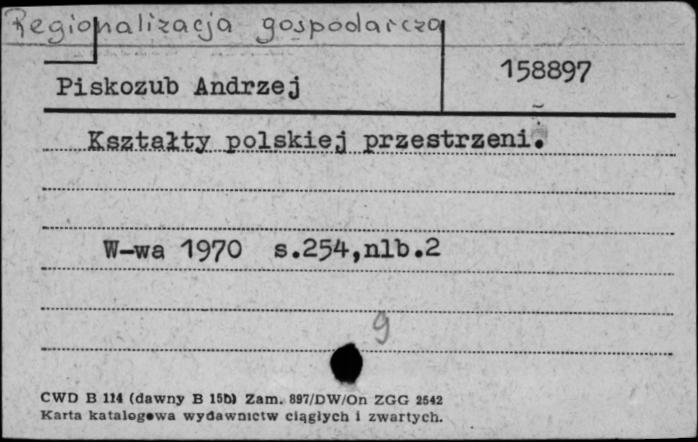 Regionalizacja gospodarcza
158897
Piskozub Andrzej
Kształty polskiej przestrzeni.
W-wa 1970 s.254,nlb.2
9
CWD B 114 (dawny B 15b) Zam. 897/DW/On ZGG 2542
Karta katalogowa wydawnictw ciągłych i zwartych.